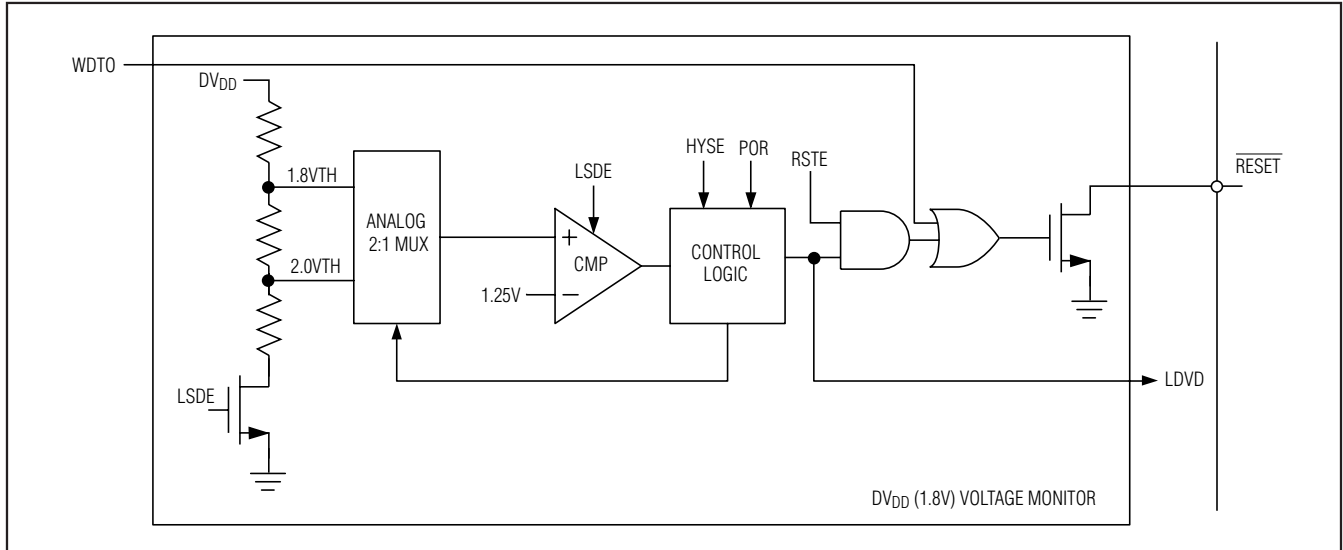 WDTO
DVDD
1.8VTH
2.0VTH
LSDE
ANALOG
2:1 MUX
LSDE
+
CMP
1.25V
−
HYSE
POR
CONTROL
LOGIC
RSTE
RESET
LDVD
DVDD (1.8V) VOLTAGE MONITOR